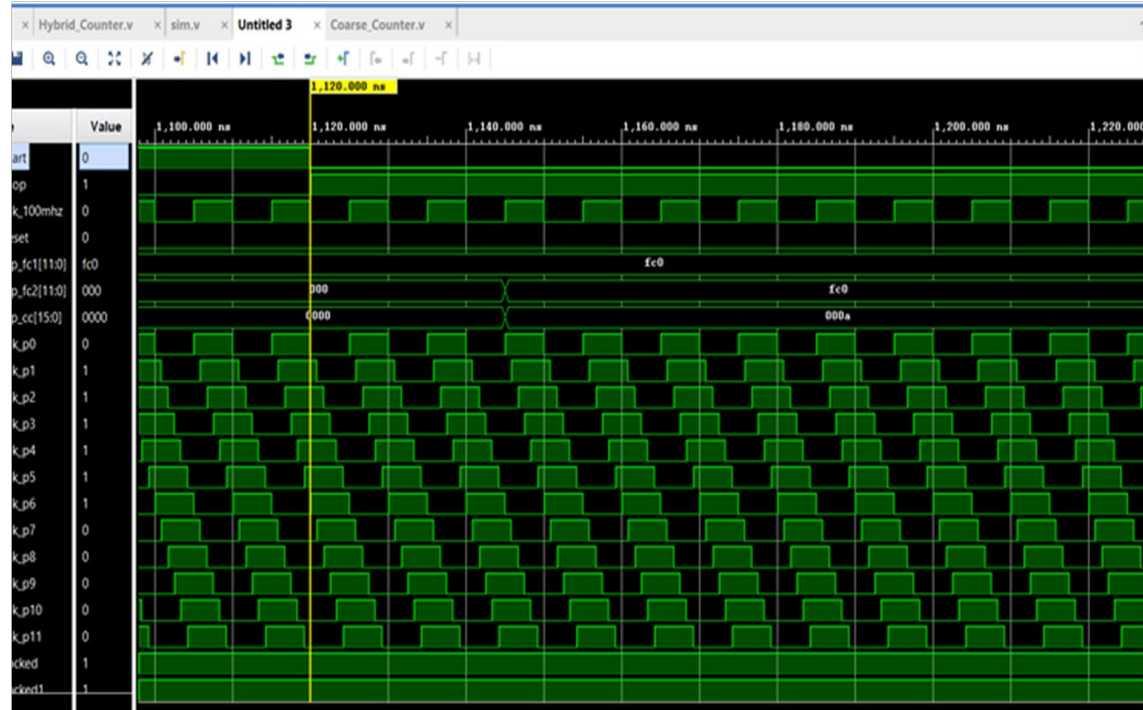 Hybrid_Counter.v × sim.v × Untitled 3 × Coarse_Counter.v ×
1,120.000 ns
Value 1,100.000 ns 1,120.000 ns 1,140.000 ns 1,160.000 ns 1,180.000 ns 1,200.000 ns 1,220.000
art 0
op 1
k_100mhz 0
set 0
p_fc1[11:0] fc0 fc0
p_fc2[11:0] 000 000 fc0
p_cc[15:0] 0000 0000 000a
k_p0 0
k_p1 1
k_p2 1
k_p3 1
k_p4 1
k_p5 1
k_p6 1
k_p7 0
k_p8 0
k_p9 0
k_p10 0
k_p11 0
cked 1
cked1 1